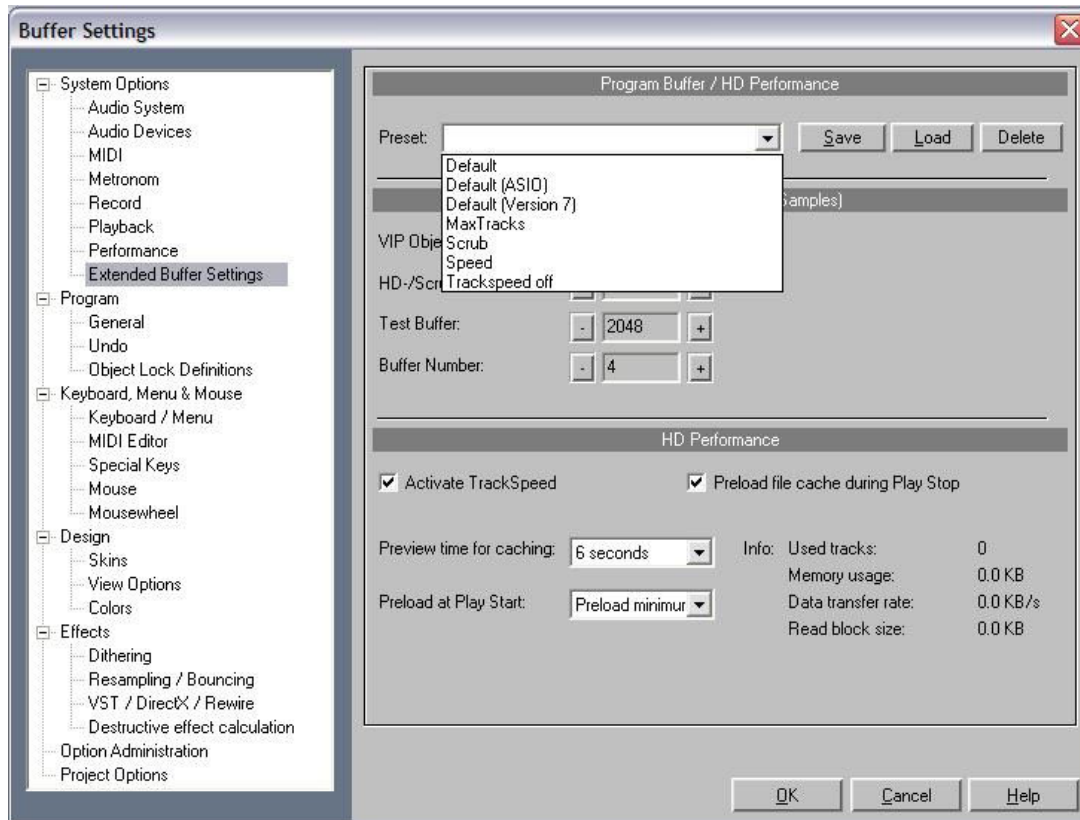 Buffer Settings
System Options
Audio System
Audio Devices
MIDI
Metronom
Record
Playback
Performance
Extended Buffer Settings
Program
General
Undo
Object Lock Definitions
Keyboard, Menu & Mouse
Keyboard / Menu
MIDI Editor
Special Keys
Mouse
Mousewheel
Design
Skins
View Options
Colors
Effects
Dithering
Resampling / Bouncing
VST / DirectX / Rewire
Destructive effect calculation
Option Administration
Project Options
Program Buffer / HD Performance
Preset: Save Load Delete
Default
Default (ASIO)
Default (Version 7)
MaxTracks
Scrub
Speed
Trackspeed off
Samples)
VIP Obje
HD-/Scr
Test Buffer: - 2048 +
Buffer Number: - 4 +
HD Performance
Activate TrackSpeed Preload file cache during Play Stop
Preview time for caching: 6 seconds Info: Used tracks: 0
Memory usage: 0.0 KB
Preload at Play Start: Preload minimur Data transfer rate: 0.0 KB/s
Read block size: 0.0 KB
OK Cancel Help